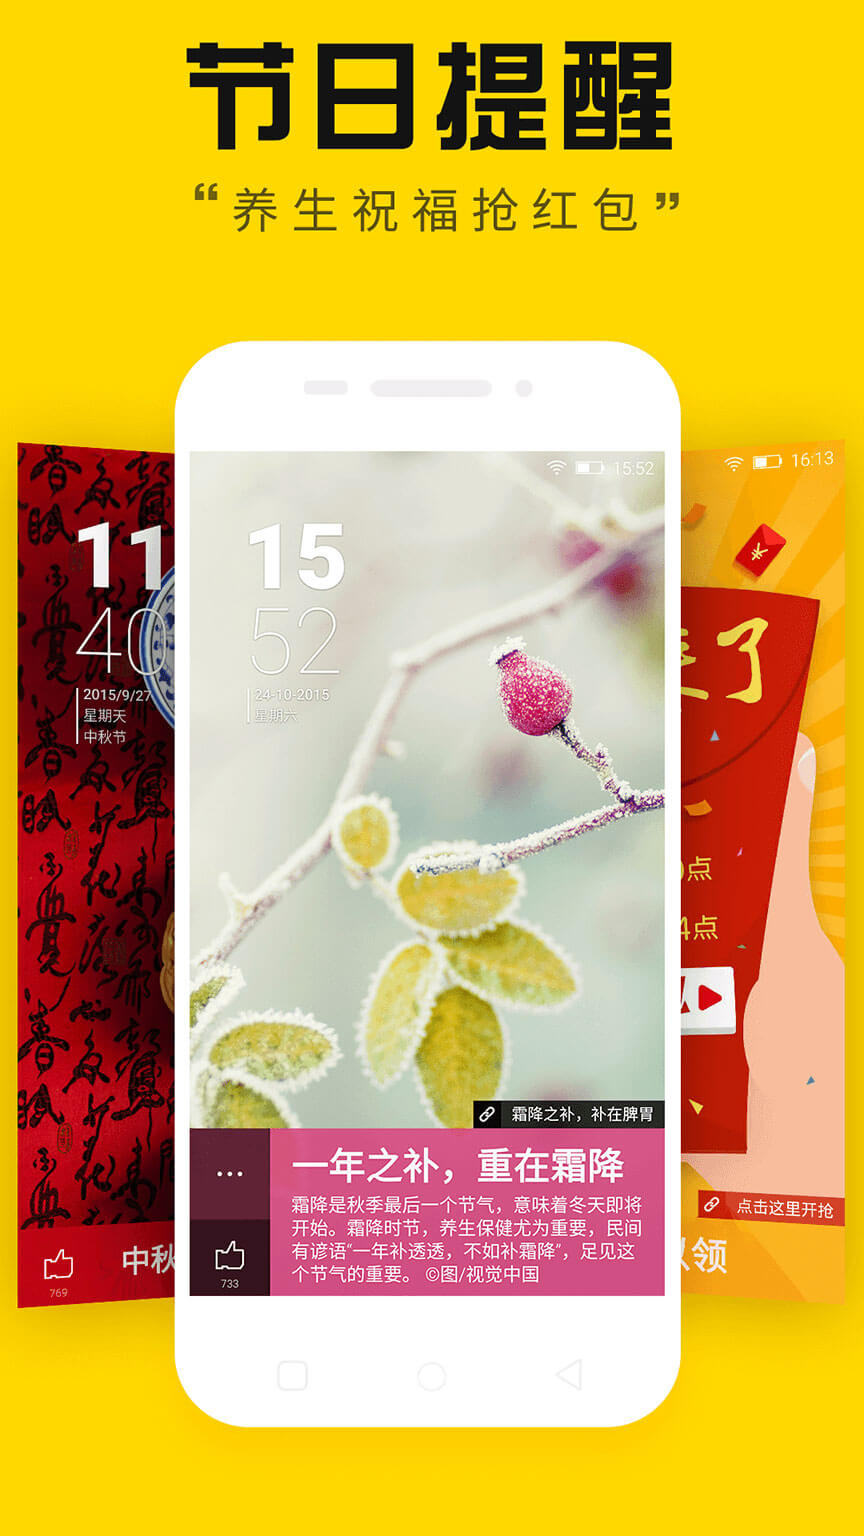 节日提醒
“养生祝福抢红包”
11
40
2015/9/27
星期天
中秋节
769
中秋
15:52
15
52
24-10-2015
星期六
霜降之补，补在脾胃
...
一年之补，重在霜降
霜降是秋季最后一个节气，意味着冬天即将
开始。霜降时节，养生保健尤为重要，民间
有谚语“一年补透透，不如补霜降”，足见这
个节气的重要。 ©图/视觉中国
733
16:13
¥
来了
点
4点
点击这里开抢
领